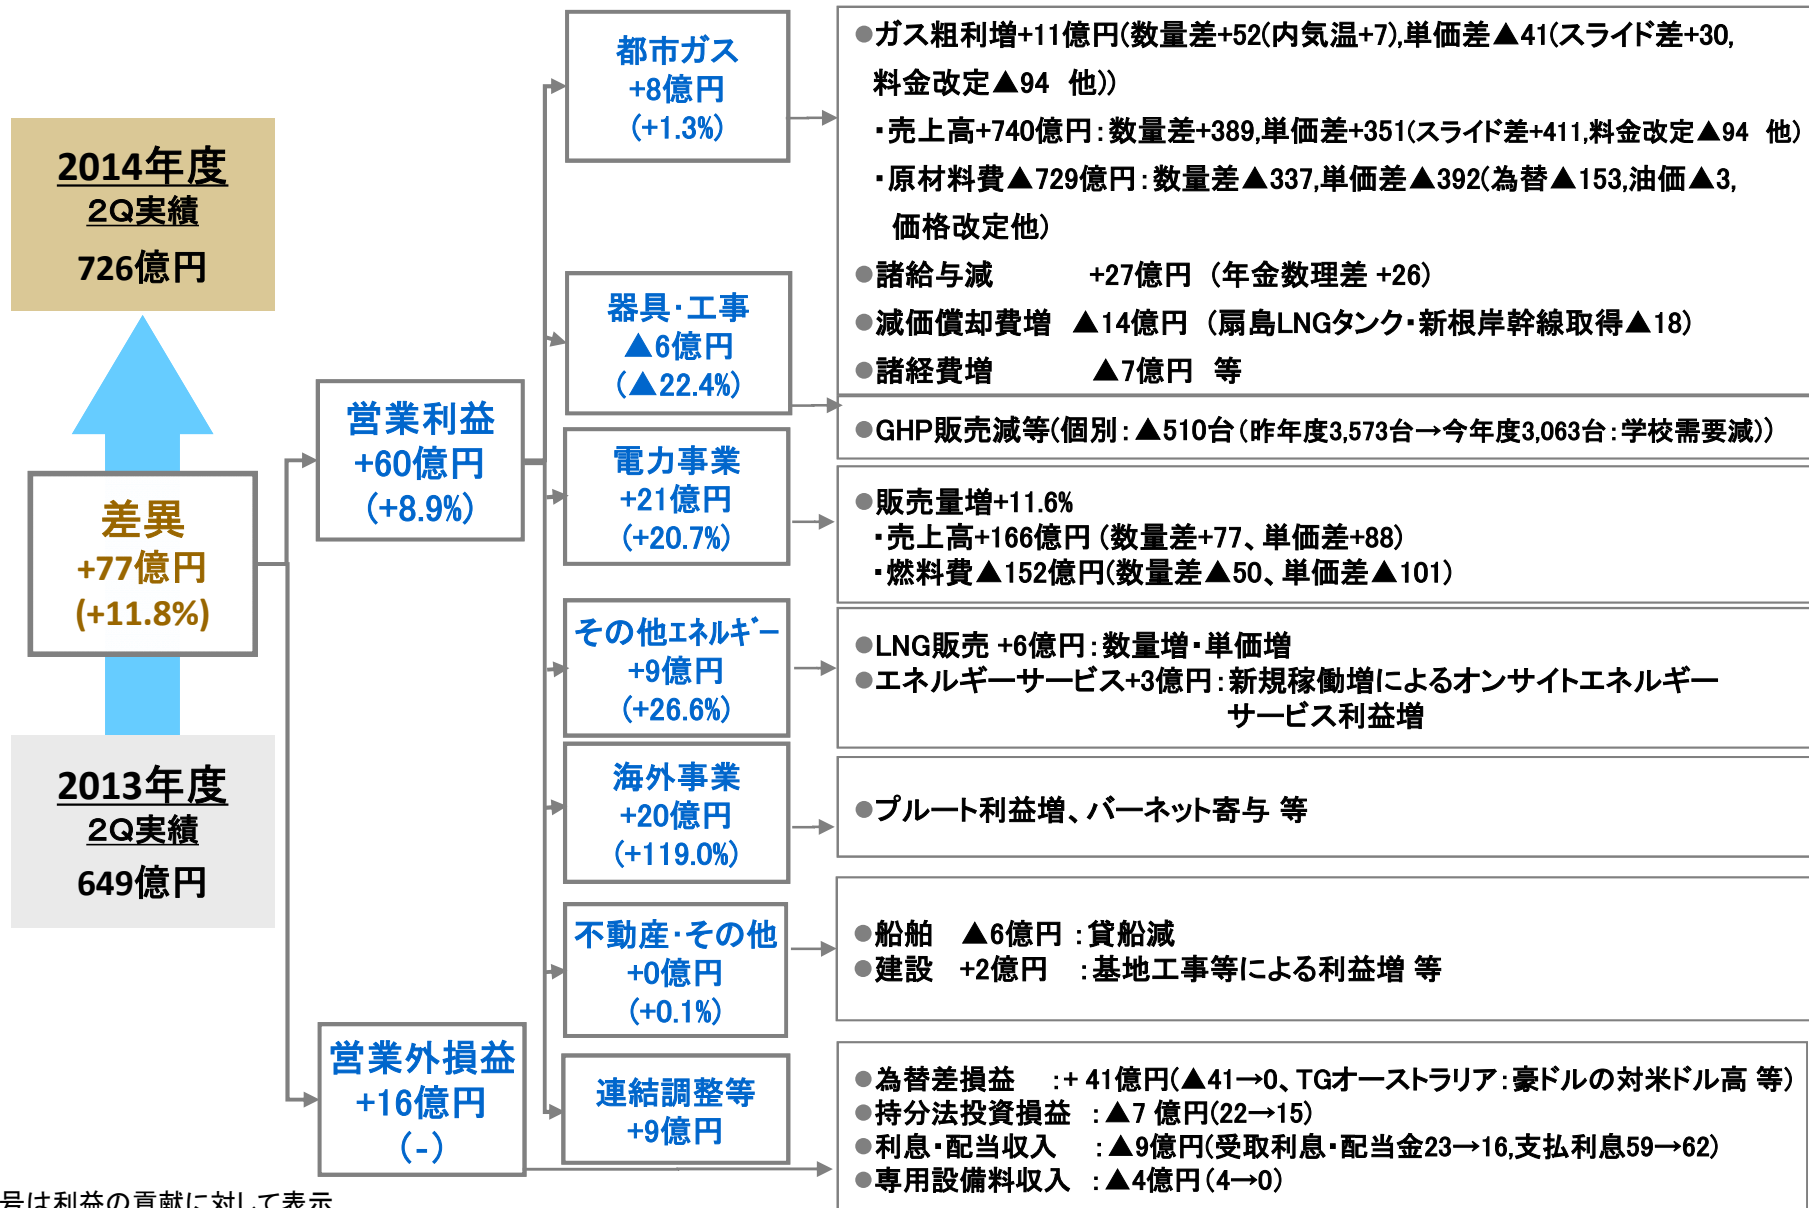 2014年度
2Q実績
726億円
差異
+77億円
(+11.8%)
2013年度
2Q実績
649億円
営業利益
+60億円
(+8.9%)
営業外損益
+16億円
(-)
都市ガス
+8億円
(+1.3%)
器具・工事
▲6億円
(▲22.4%)
電力事業
+21億円
(+20.7%)
その他エネルギー
+9億円
(+26.6%)
海外事業
+20億円
(+119.0%)
不動産・その他
+0億円
(+0.1%)
連結調整等
+9億円
●ガス粗利増+11億円(数量差+52(内気温+7),単価差▲41(スライド差+30,
料金改定▲94 他))
・売上高+740億円：数量差+389,単価差+351(スライド差+411,料金改定▲94 他)
・原材料費▲729億円：数量差▲337,単価差▲392(為替▲153,油価▲3,
価格改定他)
●諸給与減 +27億円 (年金数理差 +26)
●減価償却費増 ▲14億円 (扇島LNGタンク・新根岸幹線取得▲18)
●諸経費増 ▲7億円 等
●GHP販売減等(個別：▲510台(昨年度3,573台→今年度3,063台：学校需要減))
●販売量増+11.6%
・売上高+166億円 (数量差+77、単価差+88)
・燃料費▲152億円(数量差▲50、単価差▲101)
●LNG販売 +6億円：数量増・単価増
●エネルギーサービス+3億円：新規稼働増によるオンサイトエネルギー
サービス利益増
●プルート利益増、バーネット寄与 等
●船舶 ▲6億円 ：貸船減
●建設 +2億円 ：基地工事等による利益増 等
●為替差損益 ：+ 41億円(▲41→0、TGオーストラリア：豪ドルの対米ドル高 等)
●持分法投資損益 ：▲7 億円(22→15)
●利息・配当収入 ：▲9億円(受取利息・配当金23→16,支払利息59→62)
●専用設備料収入 ：▲4億円(4→0)
号は利益の貢献に対して表示